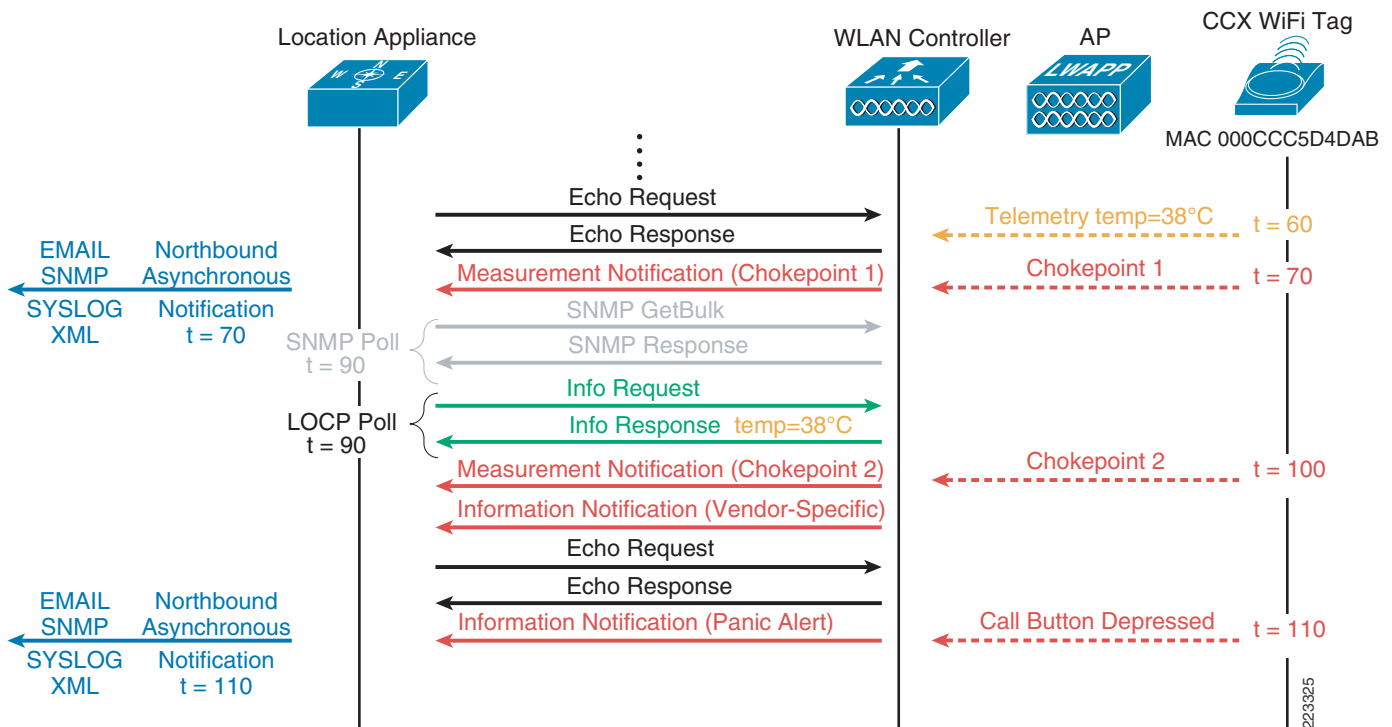 Location Appliance
WLAN Controller
AP
CCX WiFi Tag
N
W
E
S
LWAPP
MAC 000CCC5D4DAB
Echo Request
Telemetry temp=38°C
t = 60
Echo Response
EMAIL
SNMP
Northbound
Asynchronous
Measurement Notification (Chokepoint 1)
Chokepoint 1
t = 70
SYSLOG
XML
Notification
t = 70
SNMP GetBulk
SNMP Poll
t = 90
SNMP Response
Info Request
LOCP Poll
t = 90
Info Response temp=38°C
Measurement Notification (Chokepoint 2)
Chokepoint 2
t = 100
Information Notification (Vendor-Specific)
Echo Request
Echo Response
EMAIL
SNMP
Northbound
Asynchronous
Information Notification (Panic Alert)
Call Button Depressed
t = 110
SYSLOG
XML
Notification
t = 110
223325